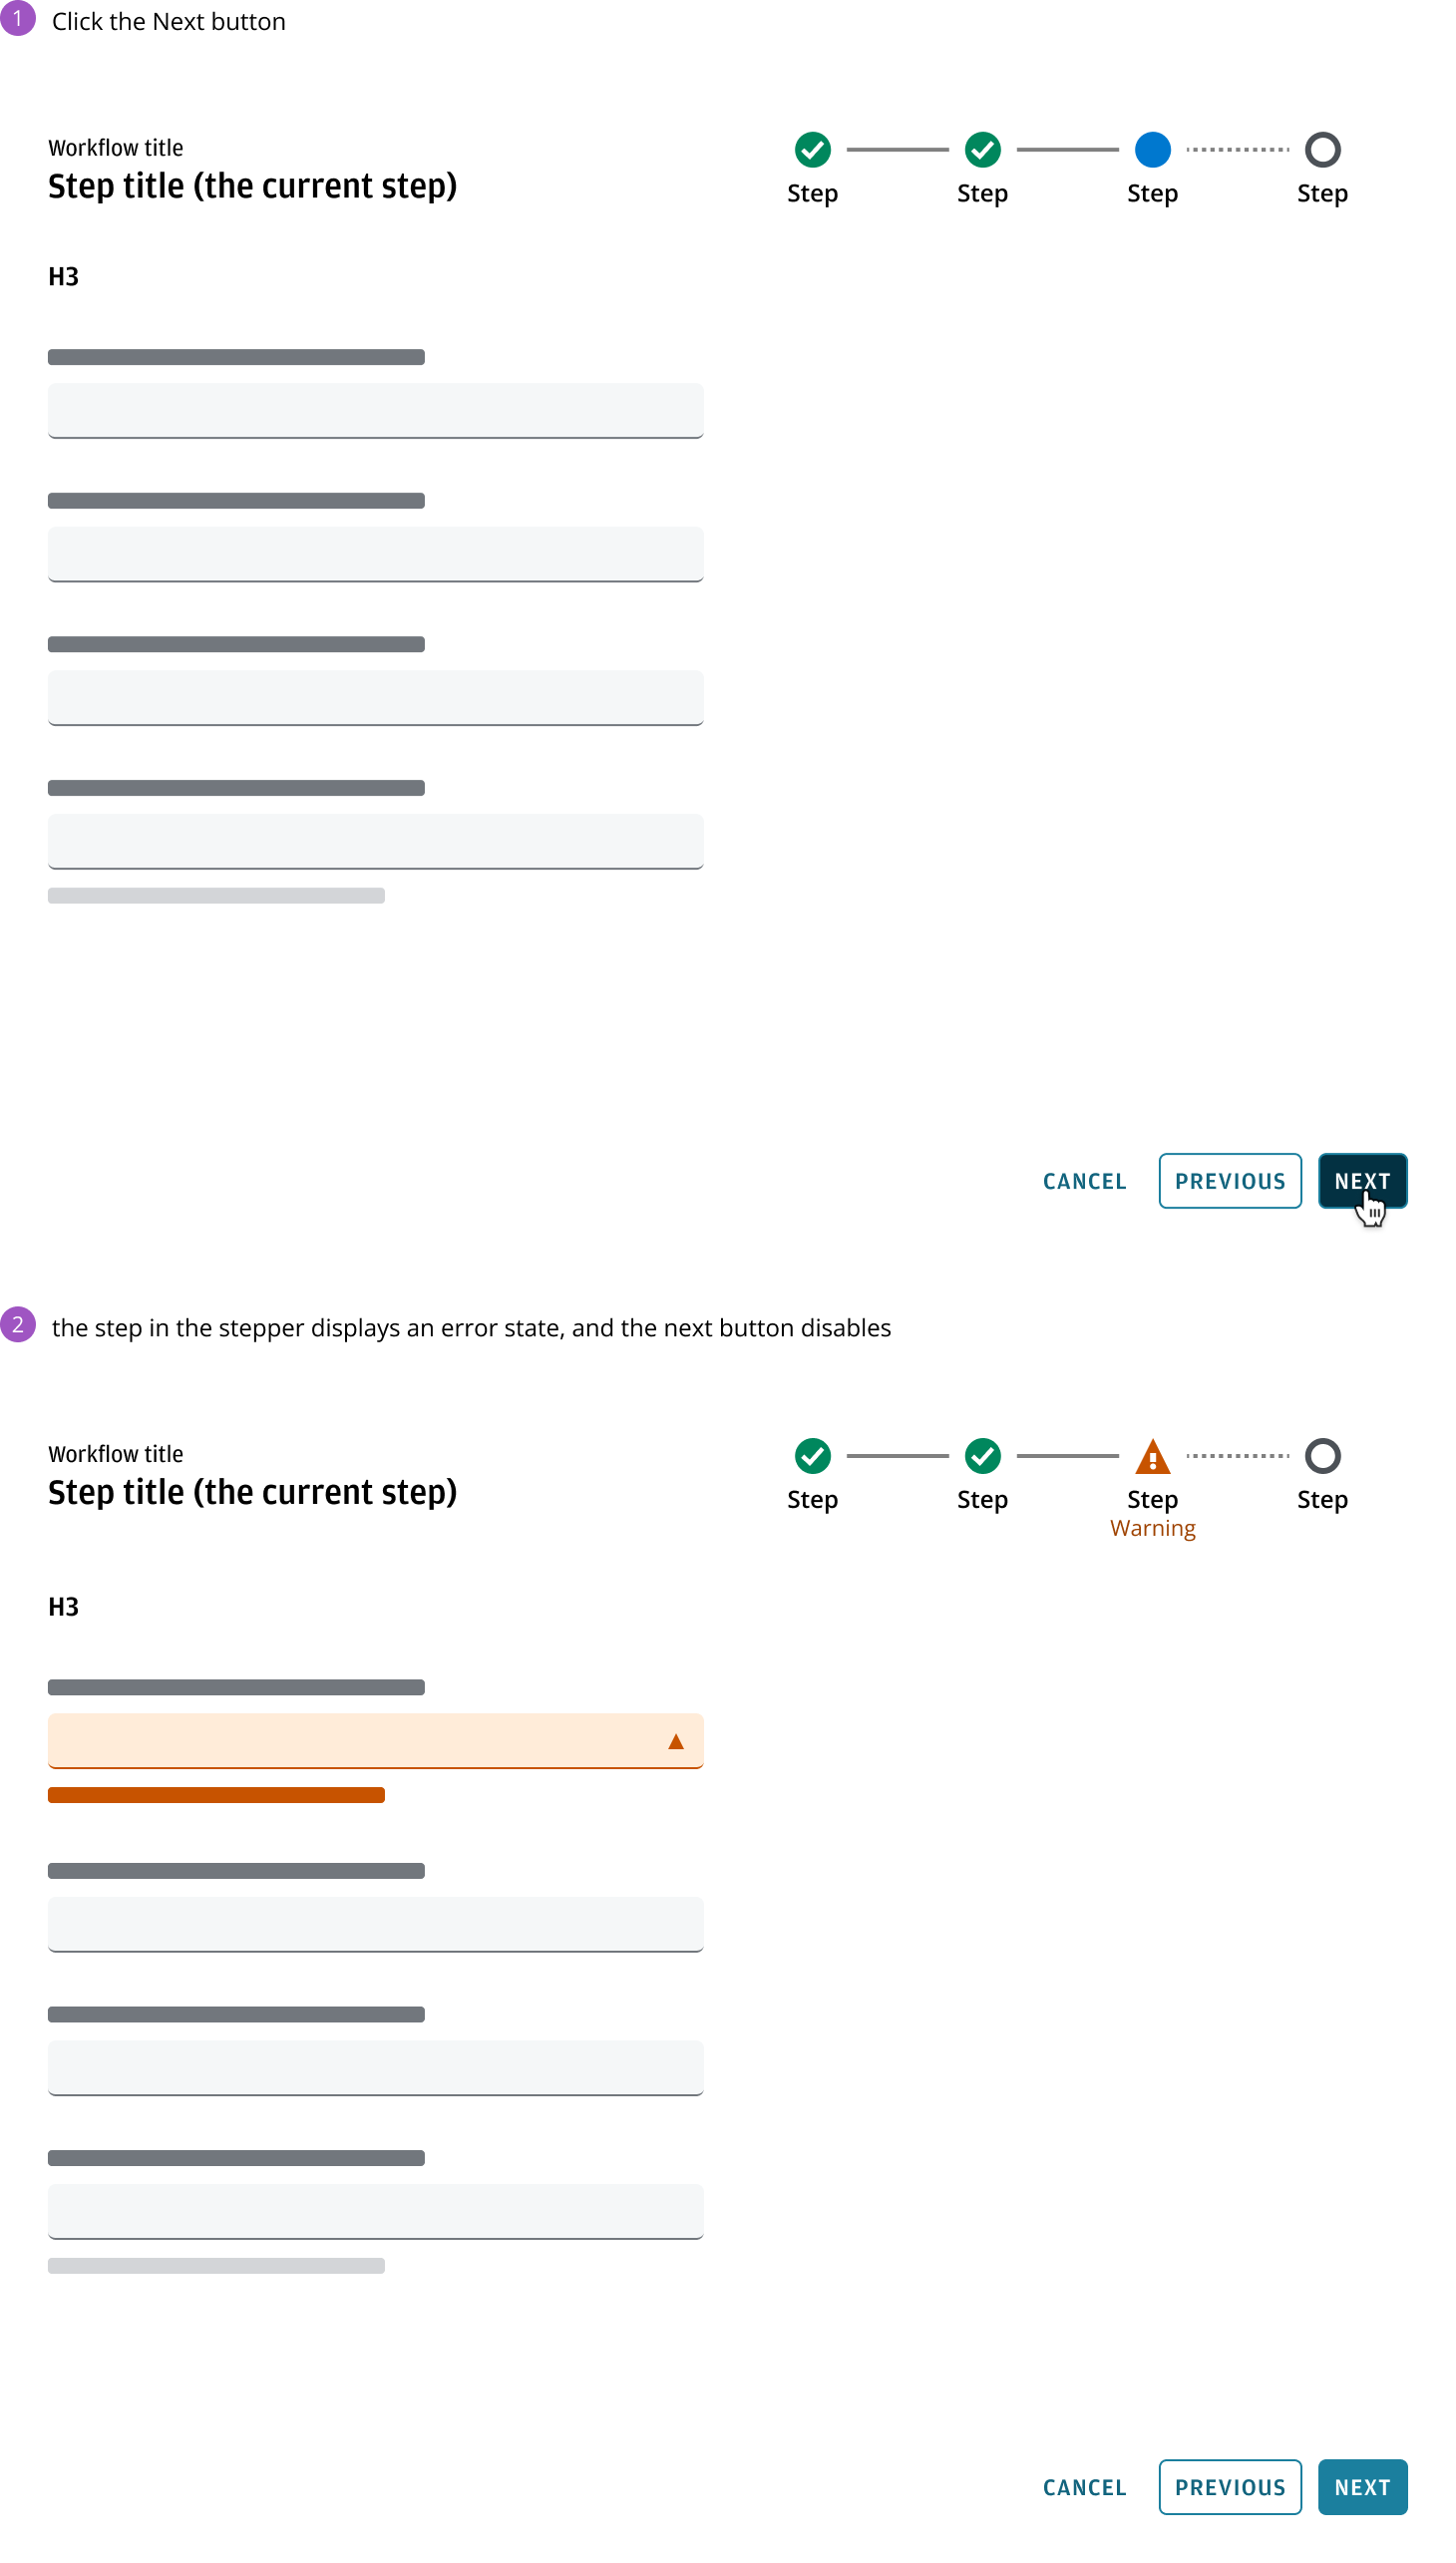 1 Click the Next button
Workflow title
Step title (the current step)
Step Step Step Step
H3
CANCEL PREVIOUS NEXT
2 the step in the stepper displays an error state, and the next button disables
Workflow title
Step title (the current step)
Step Step Step Step
Warning
H3
CANCEL PREVIOUS NEXT